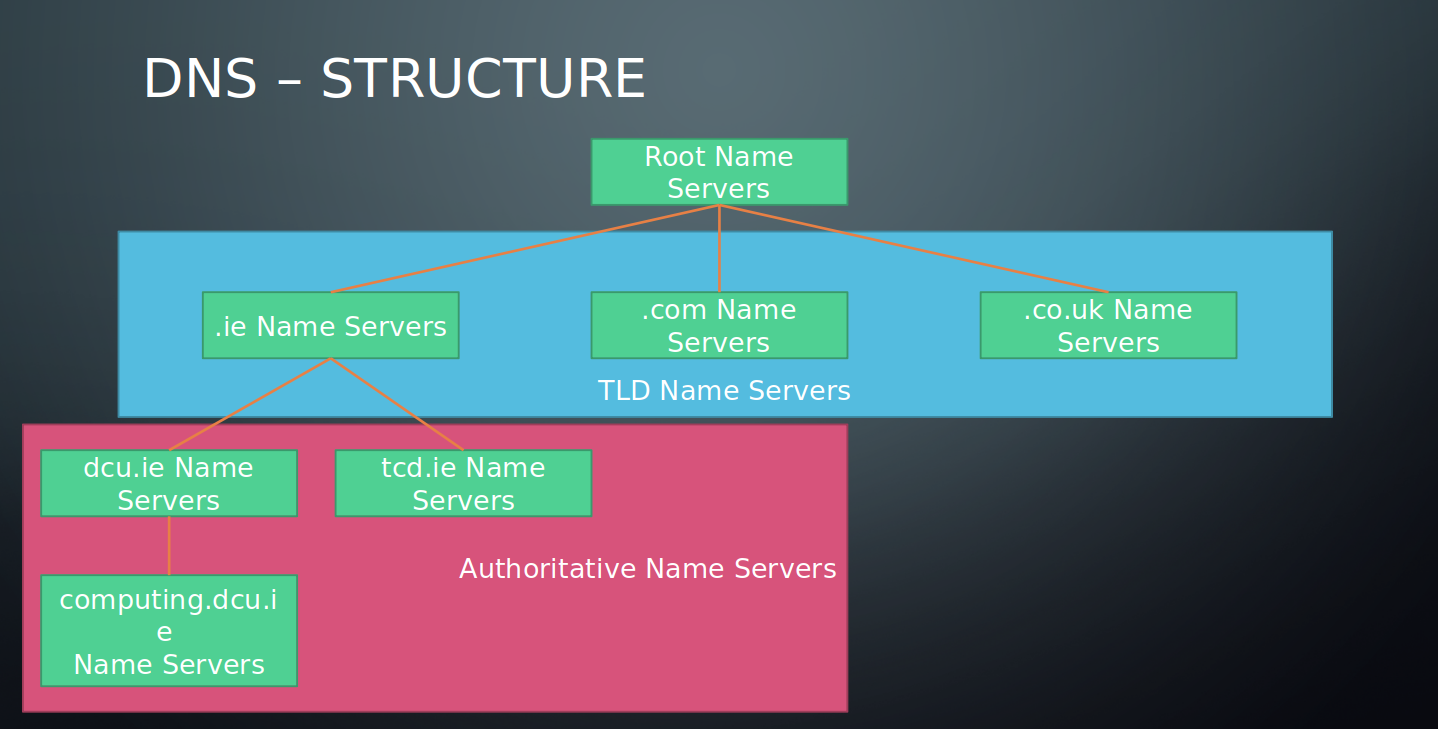 DNS – STRUCTURE
Root Name
Servers
.ie Name Servers
.com Name
Servers
.co.uk Name
Servers
TLD Name Servers
dcu.ie Name
Servers
tcd.ie Name
Servers
Authoritative Name Servers
computing.dcu.i
e
Name Servers